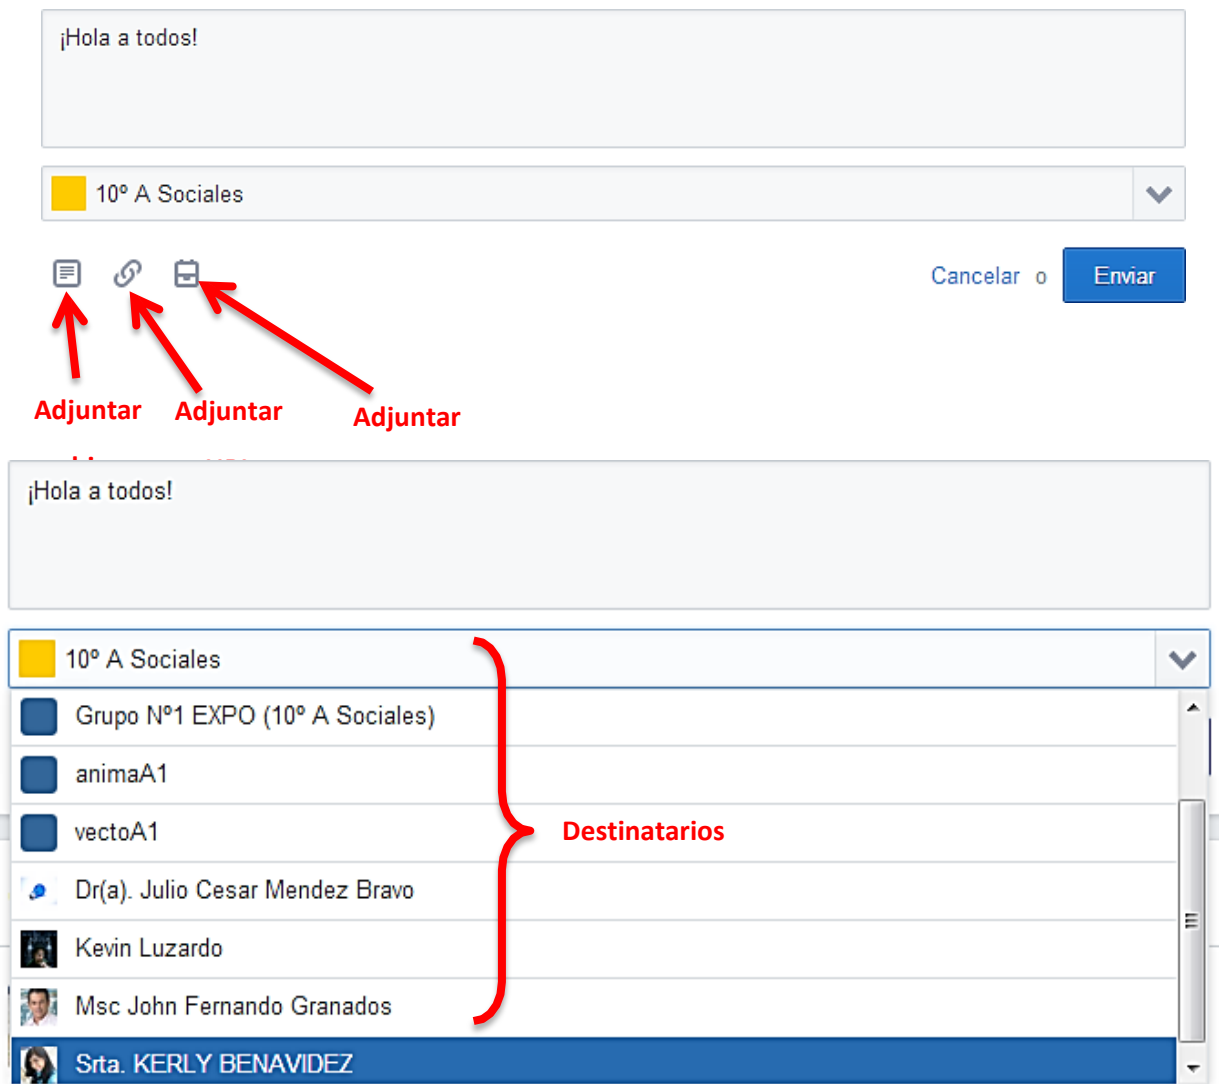 ¡Hola a todos!
10º A Sociales
Cancelar o Enviar
Adjuntar Adjuntar Adjuntar
¡Hola a todos!
10º A Sociales
Grupo Nº1 EXPO (10º A Sociales)
animaA1
vectoA1
Destinatarios
Dr(a). Julio Cesar Mendez Bravo
Kevin Luzardo
Msc John Fernando Granados
Srta. KERLY BENAVIDEZ